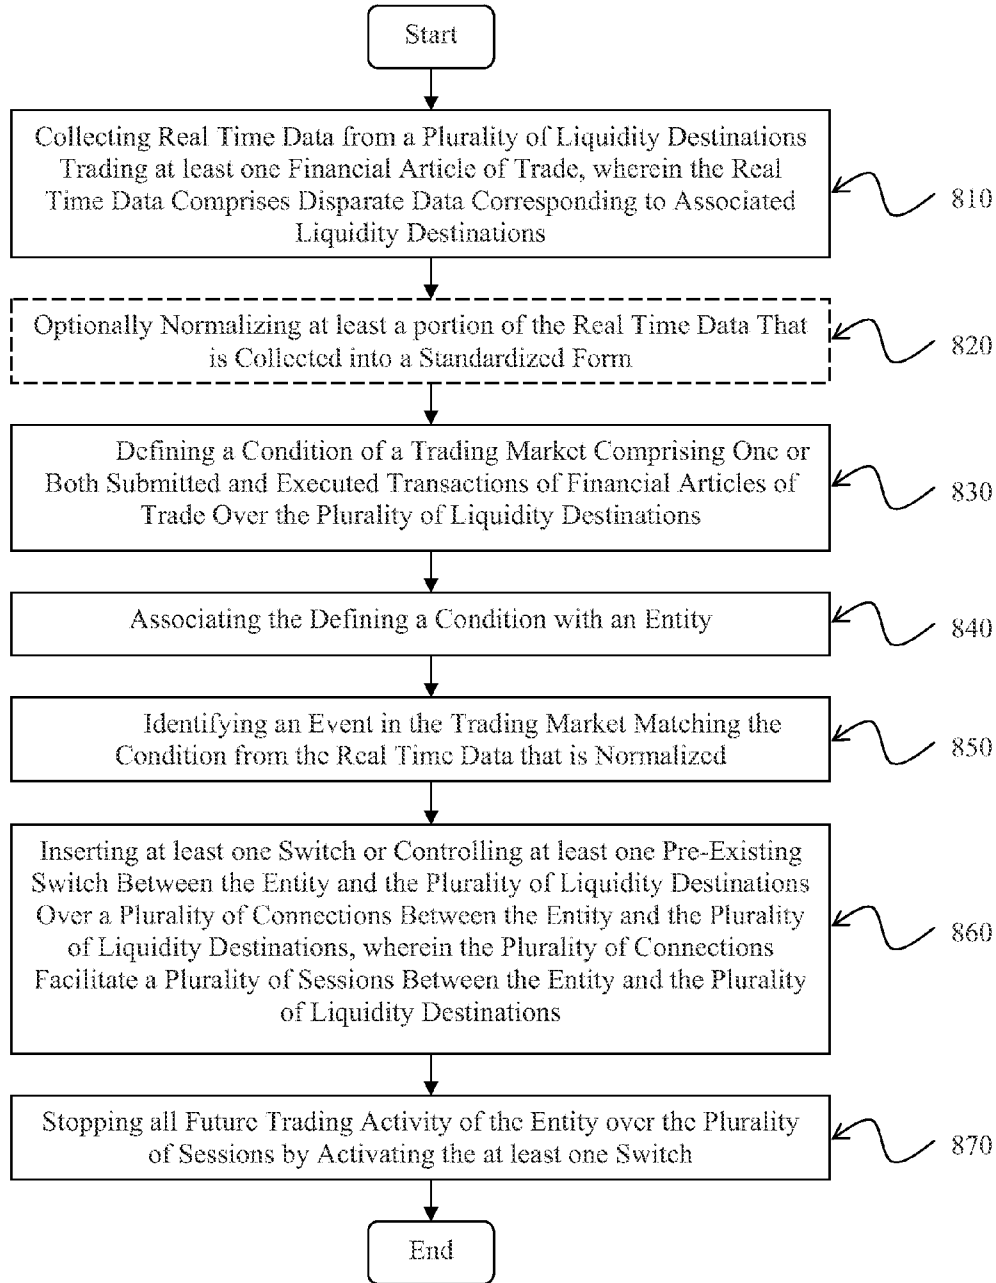 Start
Collecting Real Time Data from a Plurality of Liquidity Destinations
Trading at least one Financial Article of Trade, wherein the Real
Time Data Comprises Disparate Data Corresponding to Associated
Liquidity Destinations
810
Optionally Normalizing at least a portion of the Real Time Data That
is Collected into a Standardized Form
820
Defining a Condition of a Trading Market Comprising One or
Both Submitted and Executed Transactions of Financial Articles of
Trade Over the Plurality of Liquidity Destinations
830
Associating the Defining a Condition with an Entity
840
Identifying an Event in the Trading Market Matching the
Condition from the Real Time Data that is Normalized
850
Inserting at least one Switch or Controlling at least one Pre-Existing
Switch Between the Entity and the Plurality of Liquidity Destinations
Over a Plurality of Connections Between the Entity and the Plurality
of Liquidity Destinations, wherein the Plurality of Connections
Facilitate a Plurality of Sessions Between the Entity and the Plurality
of Liquidity Destinations
860
Stopping all Future Trading Activity of the Entity over the Plurality
of Sessions by Activating the at least one Switch
870
End